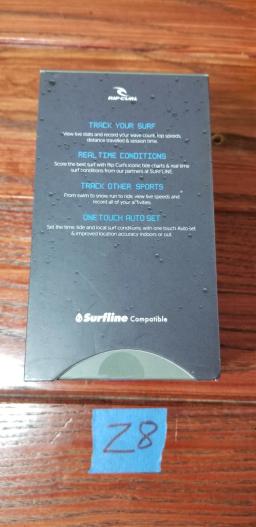 RIP CURL
TRACK YOUR SURF
View live stats and record your wave count, top speeds,
distance travelled & session time.
REAL TIME CONDITIONS
Score the best surf with Rip Curl's iconic tide charts & real time
surf conditions from our partners at SURFLINE.
TRACK OTHER SPORTS
From swim to snow, run to ride, view live speeds and
record all of your activities.
ONE TOUCH AUTO SET
Set the time, tide and local surf conditions, with one touch Auto-set
& improved location accuracy indoors or out.
Surfline Compatible
Z8